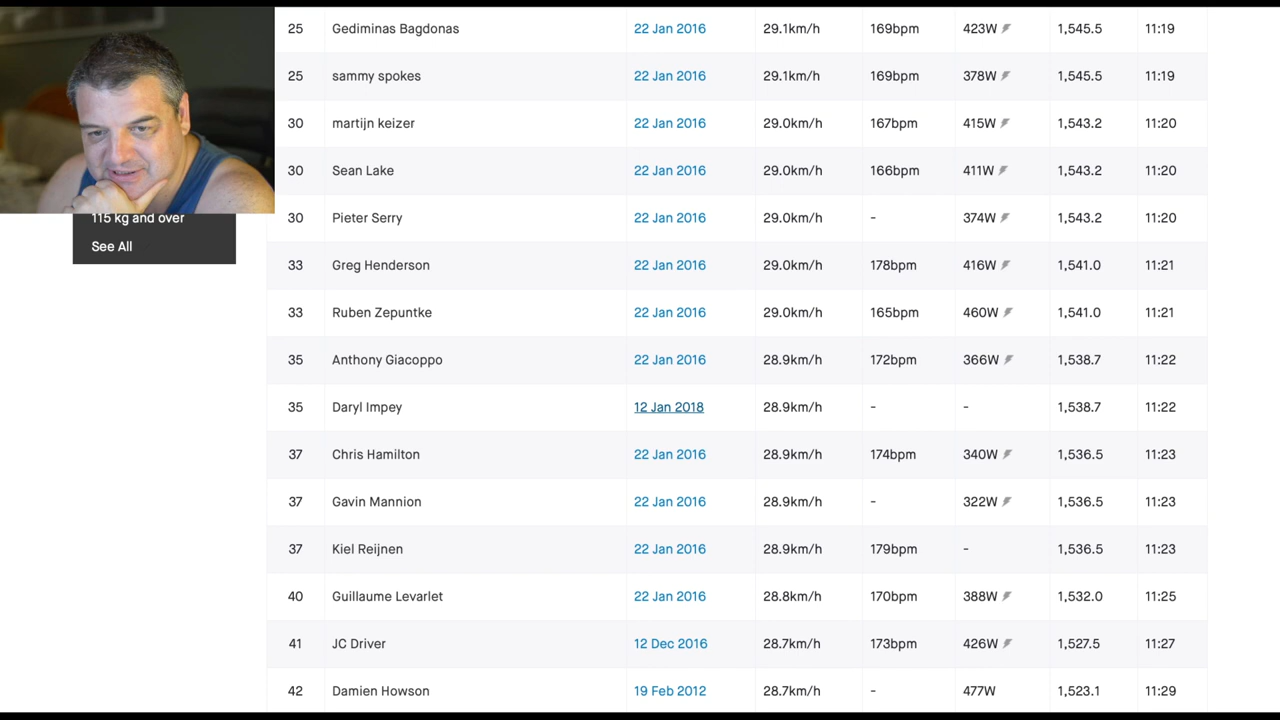 25 Gediminas Bagdonas 22 Jan 2016 29.1km/h 169bpm 423W 1,545.5 11:19
25 sammy spokes 22 Jan 2016 29.1km/h 169bpm 378W 1,545.5 11:19
30 martijn keizer 22 Jan 2016 29.0km/h 167bpm 415W 1,543.2 11:20
30 Sean Lake 22 Jan 2016 29.0km/h 166bpm 411W 1,543.2 11:20
115 kg and over
See All
30 Pieter Serry 22 Jan 2016 29.0km/h - 374W 1,543.2 11:20
33 Greg Henderson 22 Jan 2016 29.0km/h 178bpm 416W 1,541.0 11:21
33 Ruben Zepuntke 22 Jan 2016 29.0km/h 165bpm 460W 1,541.0 11:21
35 Anthony Giacoppo 22 Jan 2016 28.9km/h 172bpm 366W 1,538.7 11:22
35 Daryl Impey 12 Jan 2018 28.9km/h - - 1,538.7 11:22
37 Chris Hamilton 22 Jan 2016 28.9km/h 174bpm 340W 1,536.5 11:23
37 Gavin Mannion 22 Jan 2016 28.9km/h - 322W 1,536.5 11:23
37 Kiel Reijnen 22 Jan 2016 28.9km/h 179bpm - 1,536.5 11:23
40 Guillaume Levarlet 22 Jan 2016 28.8km/h 170bpm 388W 1,532.0 11:25
41 JC Driver 12 Dec 2016 28.7km/h 173bpm 426W 1,527.5 11:27
42 Damien Howson 19 Feb 2012 28.7km/h - 477W 1,523.1 11:29